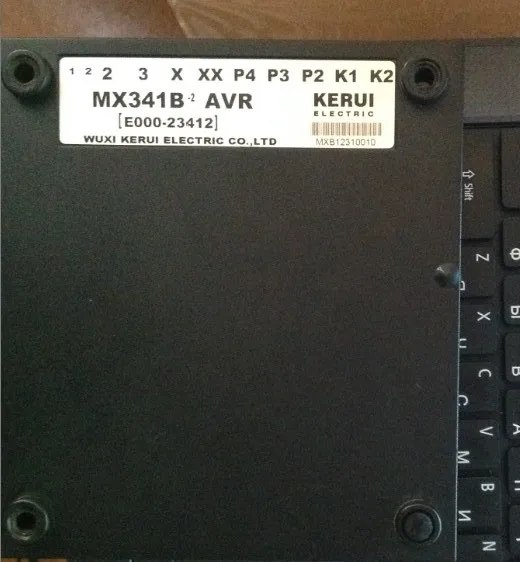 1 2 2 3 X XX P4 P3 P2 K1 K2
MX341B-2 AVR
[E000-23412]
WUXI KERUI ELECTRIC CO.,LTD
KERUI
ELECTRIC
MXB12310010
⇧ Shift
Z
X
C
V
B
N
Ф
Ы
В
А
М
И